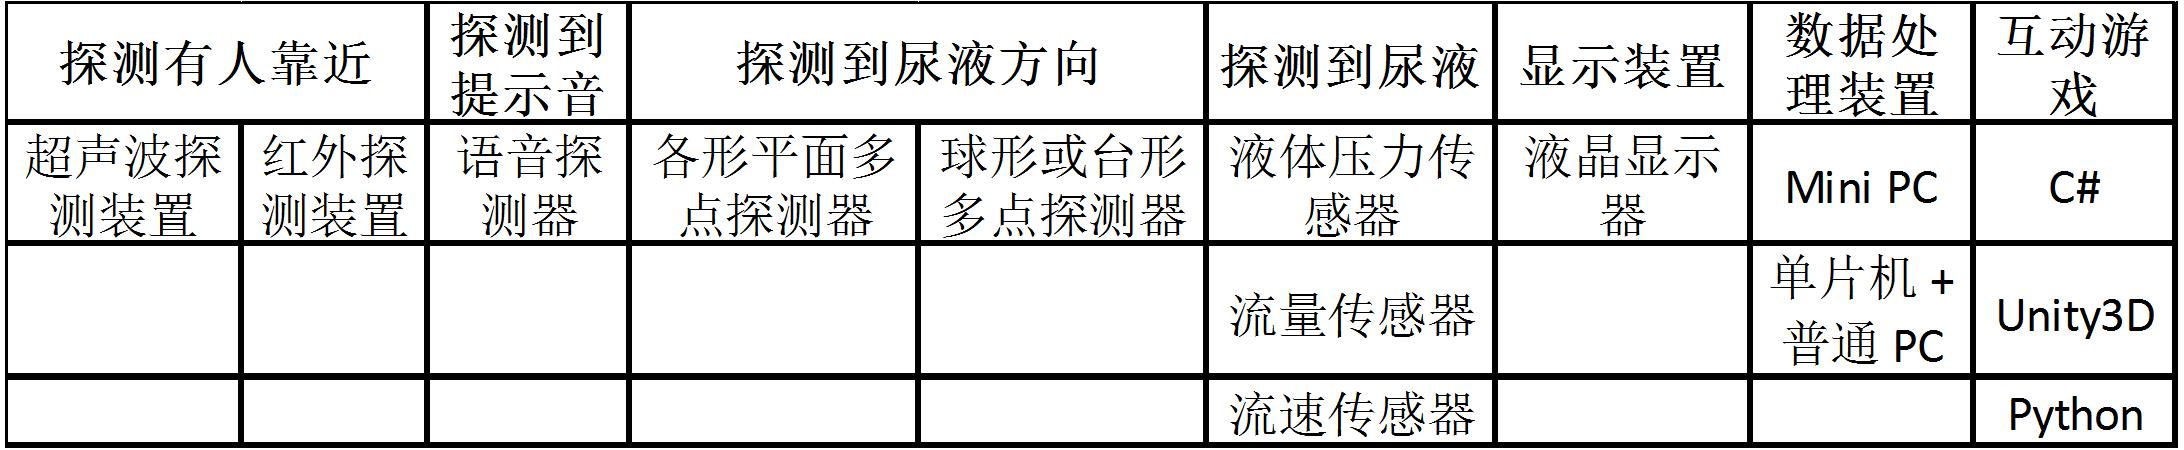 探测有人靠近
探测到
提示音
探测到尿液方向
探测到尿液
显示装置
数据处
理装置
互动游
戏
超声波探
测装置
红外探
测装置
语音探
测器
各形平面多
点探测器
球形或台形
多点探测器
液体压力传
感器
液晶显示
器
Mini PC
C#
流量传感器
单片机 +
普通 PC
Unity3D
流速传感器
Python